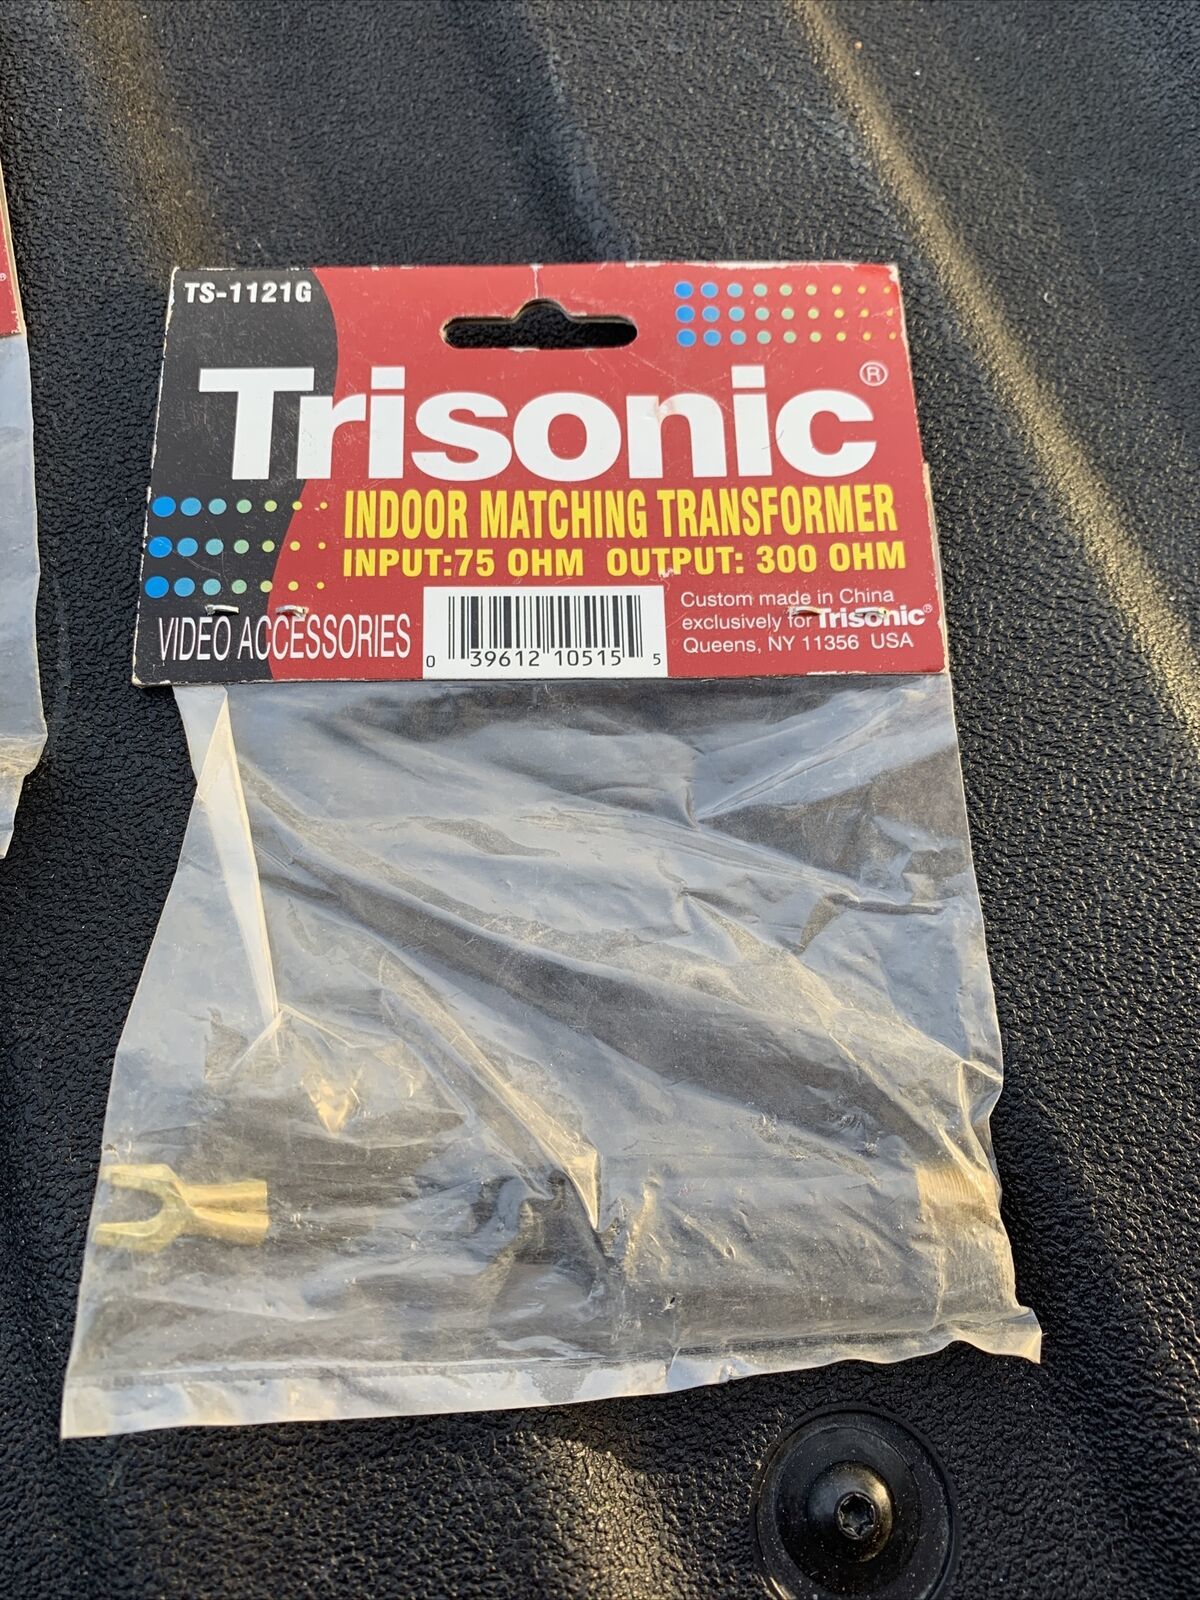 TS-1121G
Trisonic®
INDOOR MATCHING TRANSFORMER
INPUT:75 OHM OUTPUT: 300 OHM
VIDEO ACCESSORIES
0 39612 10515 5
Custom made in China
exclusively for Trisonic®
Queens, NY 11356 USA
®